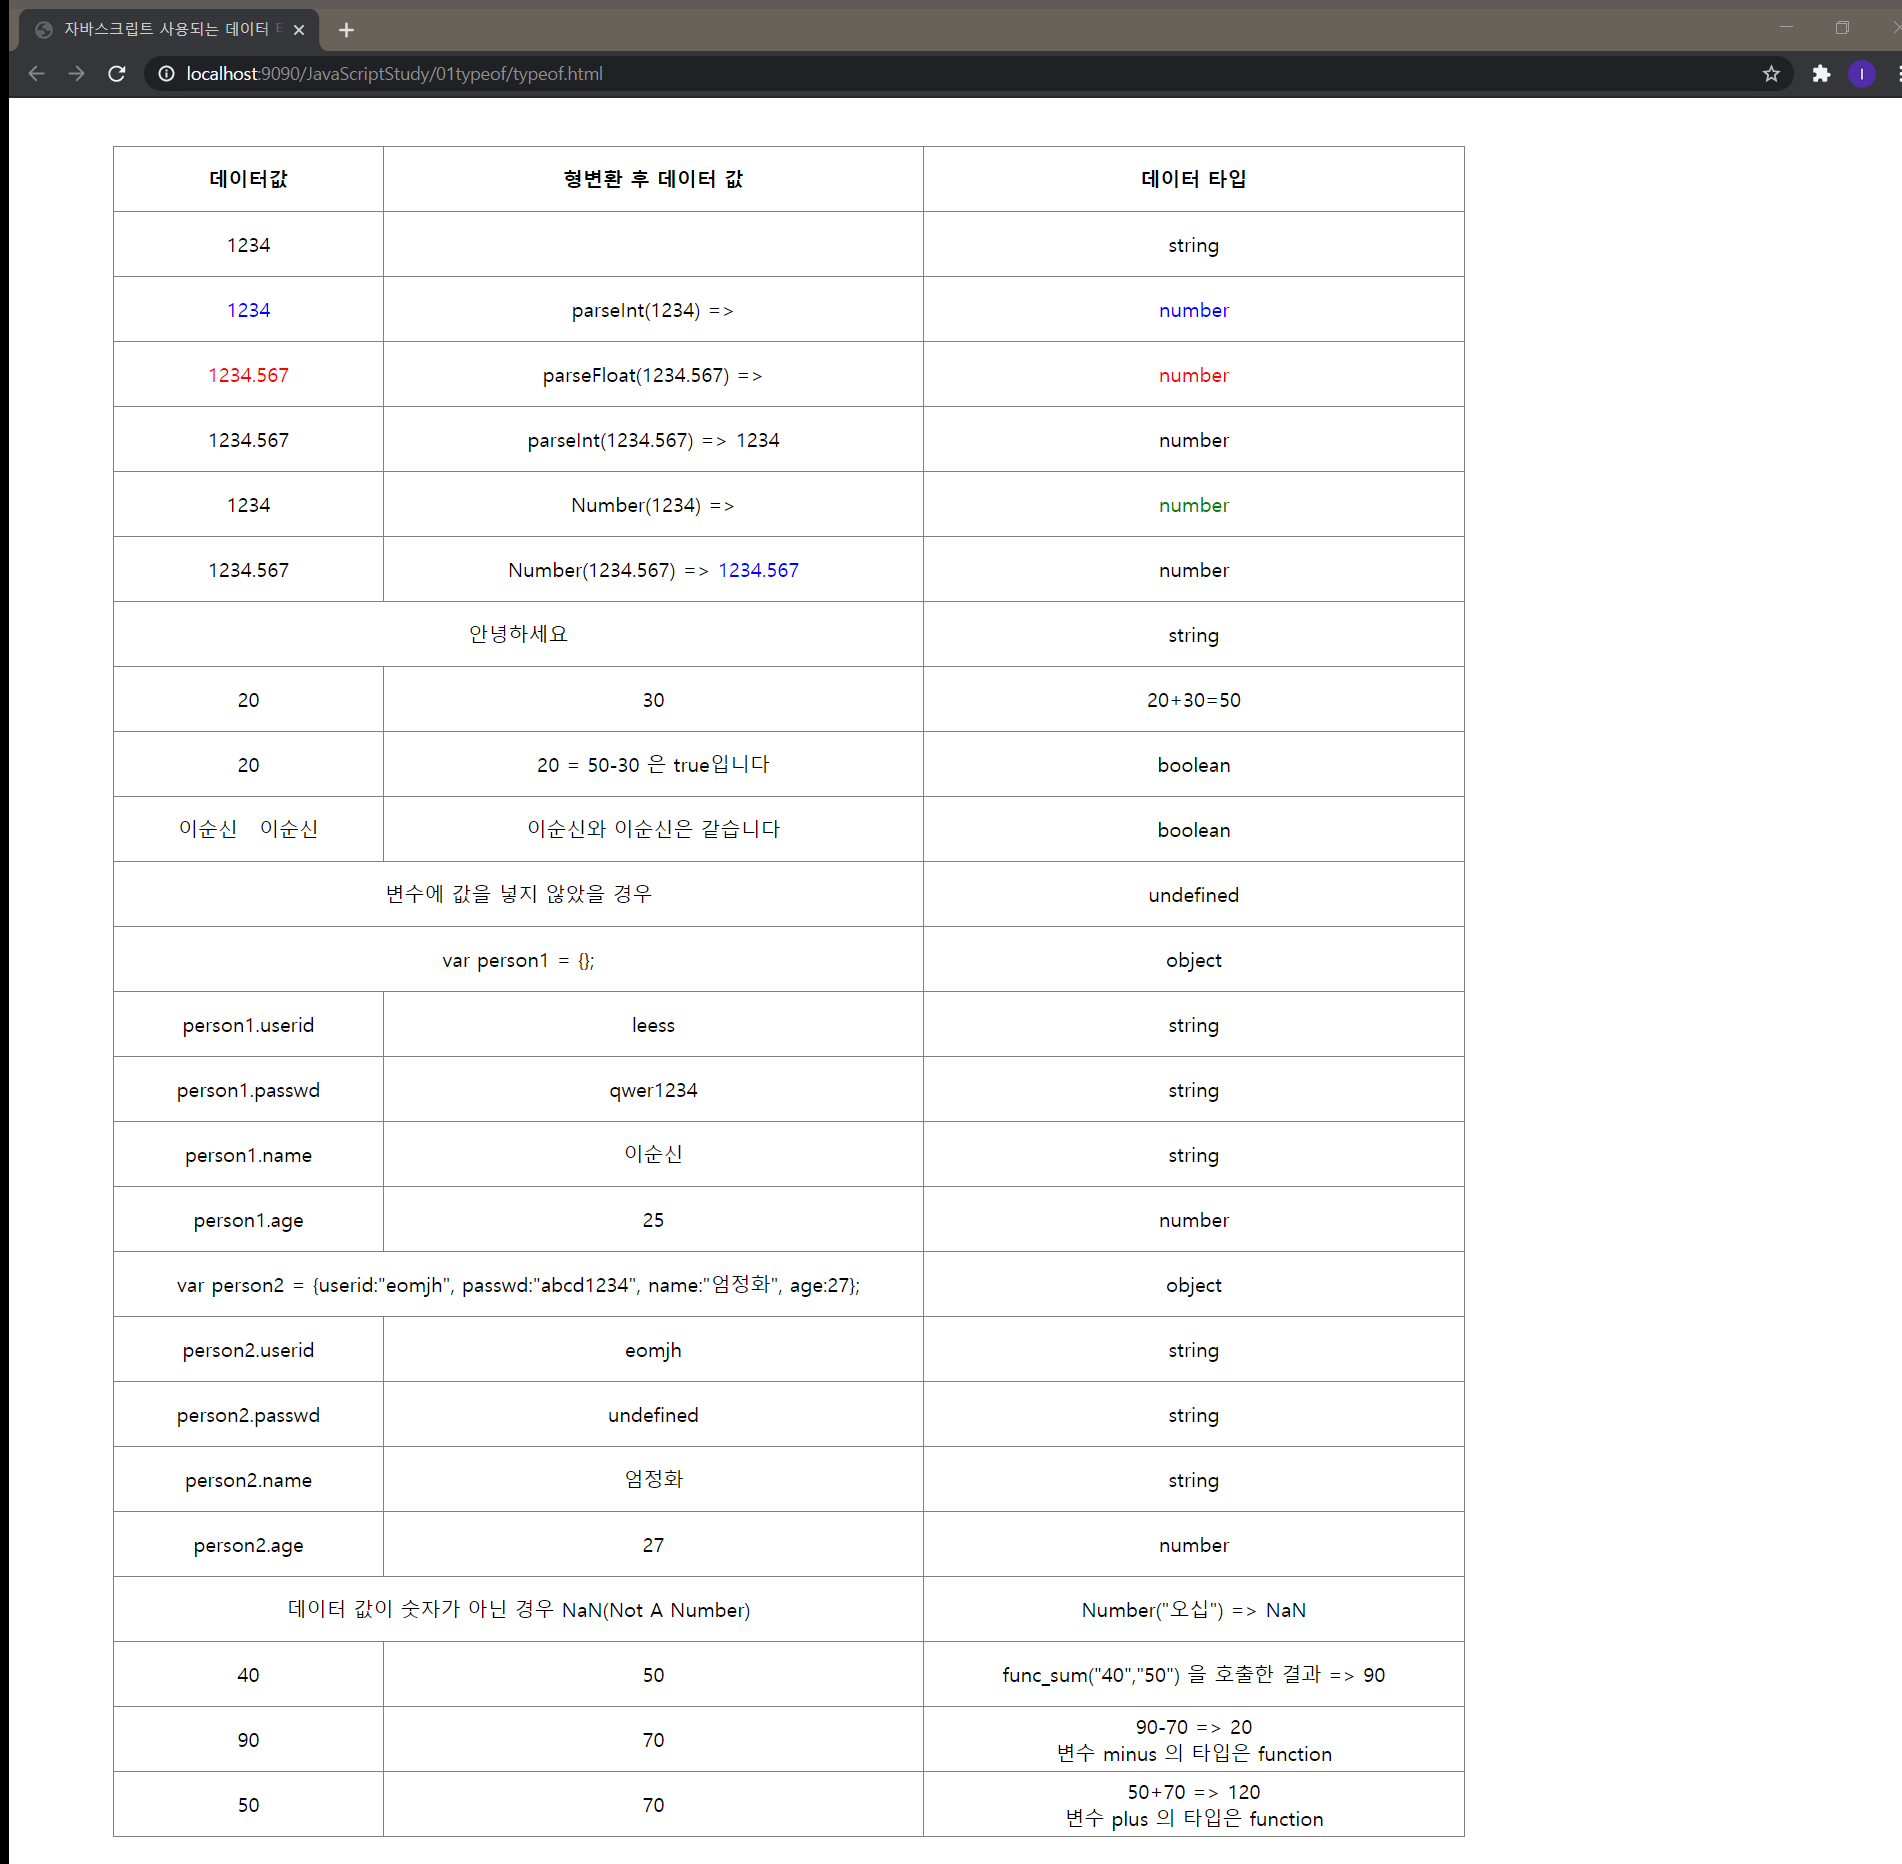 자바스크립트 사용되는 데이터
localhost:9090/JavaScriptStudy/01typeof/typeof.html
I
데이터값 형변환 후 데이터 값 데이터 타입
1234 string
1234 parseInt(1234) => number
1234.567 parseFloat(1234.567) => number
1234.567 parseInt(1234.567) => 1234 number
1234 Number(1234) => number
1234.567 Number(1234.567) => 1234.567 number
안녕하세요 string
20 30 20+30=50
20 20 = 50-30 은 true입니다 boolean
이순신 이순신 이순신와 이순신은 같습니다 boolean
변수에 값을 넣지 않았을 경우 undefined
var person1 = {}; object
person1.userid leess string
person1.passwd qwer1234 string
person1.name 이순신 string
person1.age 25 number
var person2 = {userid:"eomjh", passwd:"abcd1234", name:"엄정화", age:27}; object
person2.userid eomjh string
person2.passwd undefined string
person2.name 엄정화 string
person2.age 27 number
데이터 값이 숫자가 아닌 경우 NaN(Not A Number) Number("오십") => NaN
40 50 func_sum("40","50") 을 호출한 결과 => 90
90 70 90-70 => 20
변수 minus 의 타입은 function
50 70 50+70 => 120
변수 plus 의 타입은 function